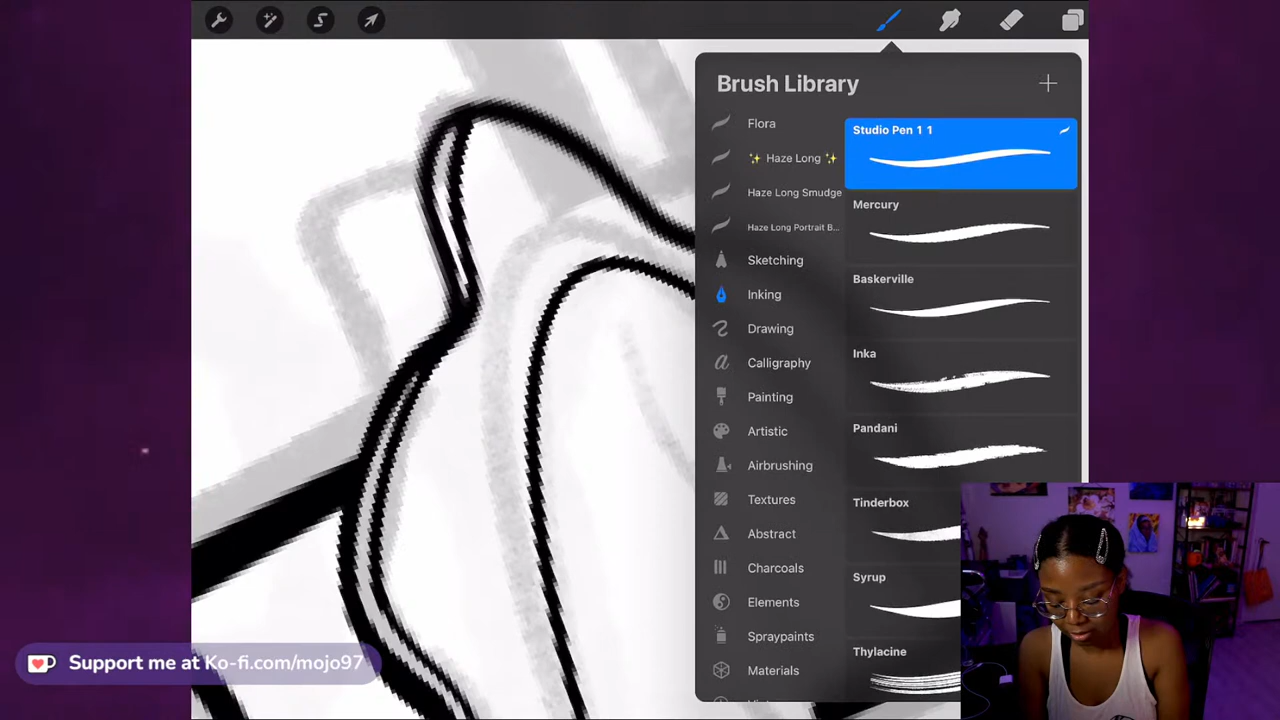 Brush Library
Flora
✨ Haze Long ✨
Haze Long Smudge
Haze Long Portrait B...
Sketching
Inking
Drawing
Calligraphy
Painting
Artistic
Airbrushing
Textures
Abstract
Charcoals
Elements
Spraypaints
Materials
Studio Pen 1 1
Mercury
Baskerville
Inka
Pandani
Tinderbox
Syrup
Thylacine
Support me at Ko-fi.com/mojo97